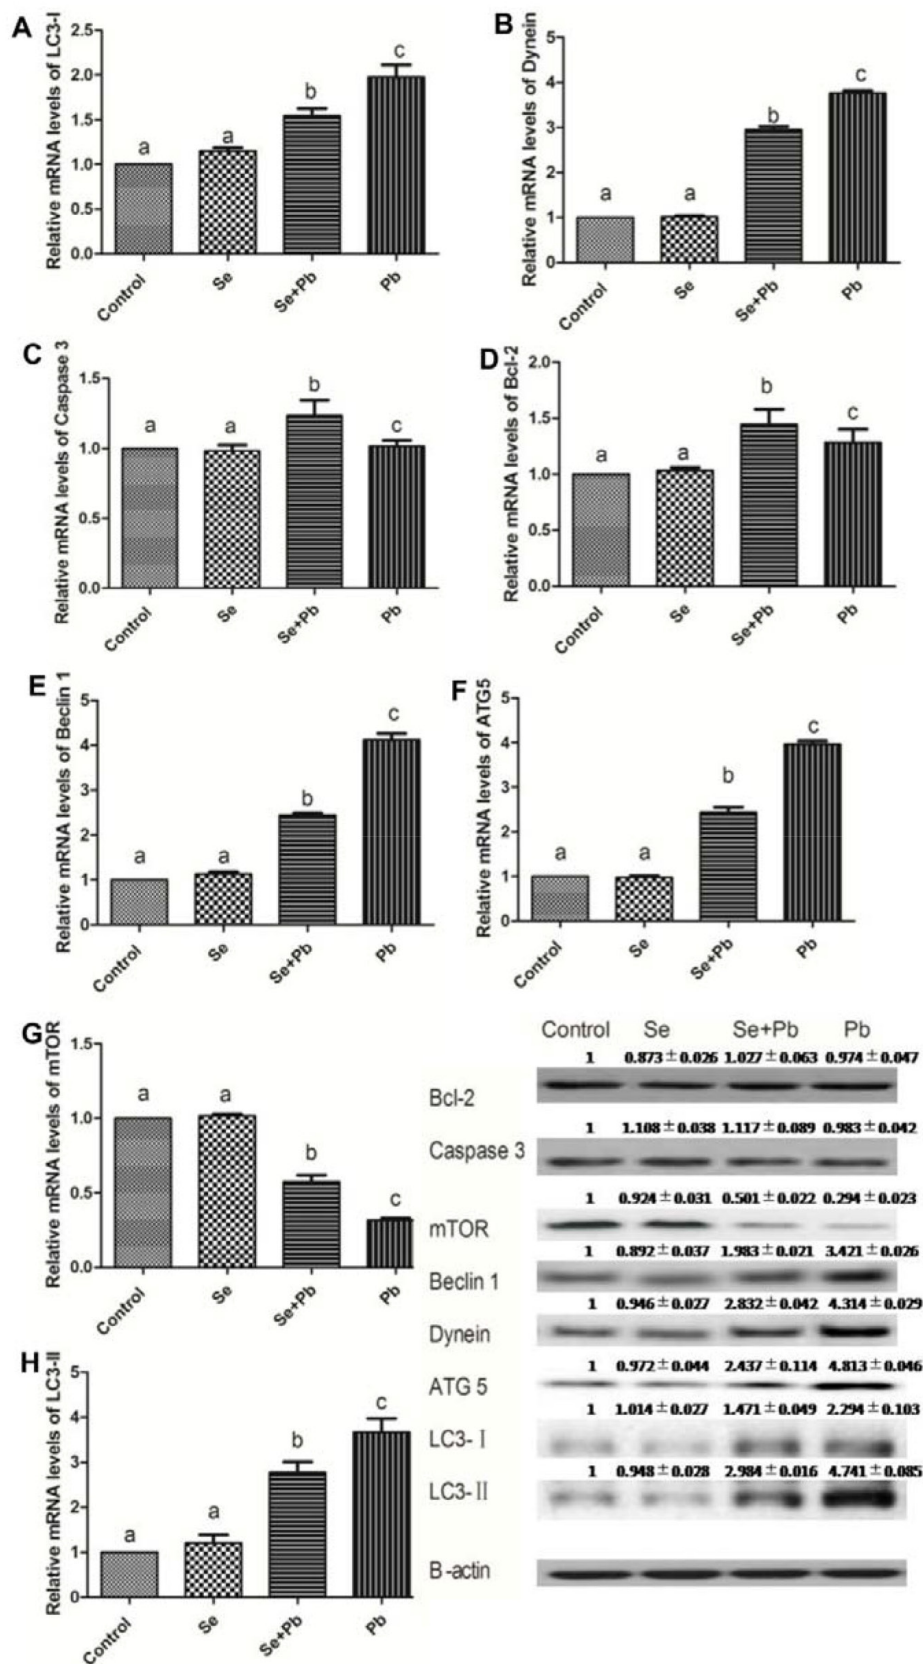 A
Relative mRNA levels of LC3-I
2.5
2.0
1.5
1.0
0.5
0.0
a
a
b
c
Control
Se
Se+Pb
Pb
B
Relative mRNA levels of Dynein
5
4
3
2
1
0
a
a
b
c
Control
Se
Se+Pb
Pb
C
Relative mRNA levels of Caspase 3
1.5
1.0
0.5
0.0
a
a
b
c
Control
Se
Se+Pb
Pb
D
Relative mRNA levels of Bcl-2
2.0
1.5
1.0
0.5
0.0
a
a
b
c
Control
Se
Se+Pb
Pb
E
Relative mRNA levels of Beclin 1
5
4
3
2
1
0
a
a
b
c
Control
Se
Se+Pb
Pb
F
Relative mRNA levels of ATG5
5
4
3
2
1
0
a
a
b
c
Control
Se
Se+Pb
Pb
G
Relative mRNA levels of mTOR
1.5
1.0
0.5
0.0
a
a
b
c
Control
Se
Se+Pb
Pb
H
Relative mRNA levels of LC3-II
5
4
3
2
1
0
a
a
b
c
Control
Se
Se+Pb
Pb
Control Se Se+Pb Pb
1 0.873±0.026 1.027±0.063 0.974±0.047
Bcl-2
1 1.108±0.038 1.117±0.089 0.983±0.042
Caspase 3
1 0.924±0.031 0.501±0.022 0.294±0.023
mTOR
1 0.892±0.037 1.983±0.021 3.421±0.026
Beclin 1
1 0.946±0.027 2.832±0.042 4.314±0.029
Dynein
1 0.972±0.044 2.437±0.114 4.813±0.046
ATG 5
1 1.014±0.027 1.471±0.049 2.294±0.103
LC3-Ⅰ
1 0.948±0.028 2.984±0.016 4.741±0.085
LC3-Ⅱ
B-actin